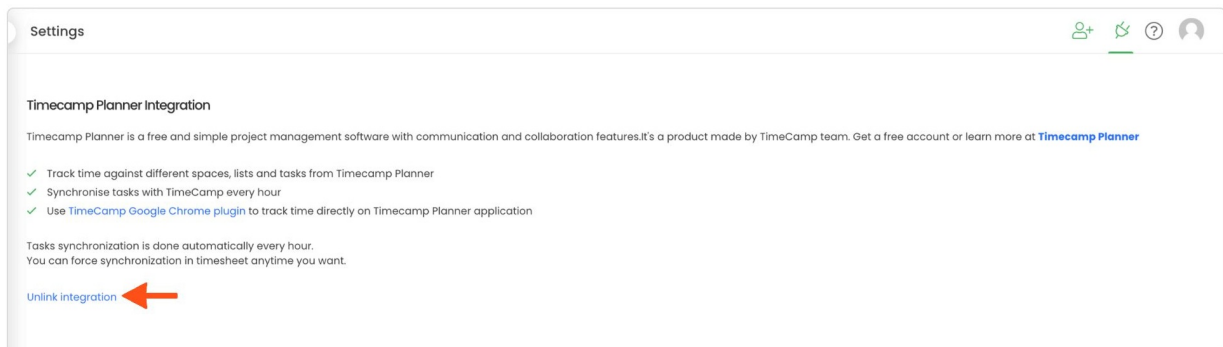 Settings
Timecamp Planner Integration
Timecamp Planner is a free and simple project management software with communication and collaboration features.It's a product made by TimeCamp team. Get a free account or learn more at Timecamp Planner
Track time against different spaces, lists and tasks from Timecamp Planner
Synchronise tasks with TimeCamp every hour
Use TimeCamp Google Chrome plugin to track time directly on Timecamp Planner application
Tasks synchronization is done automatically every hour.
You can force synchronization in timesheet anytime you want.
Unlink integration